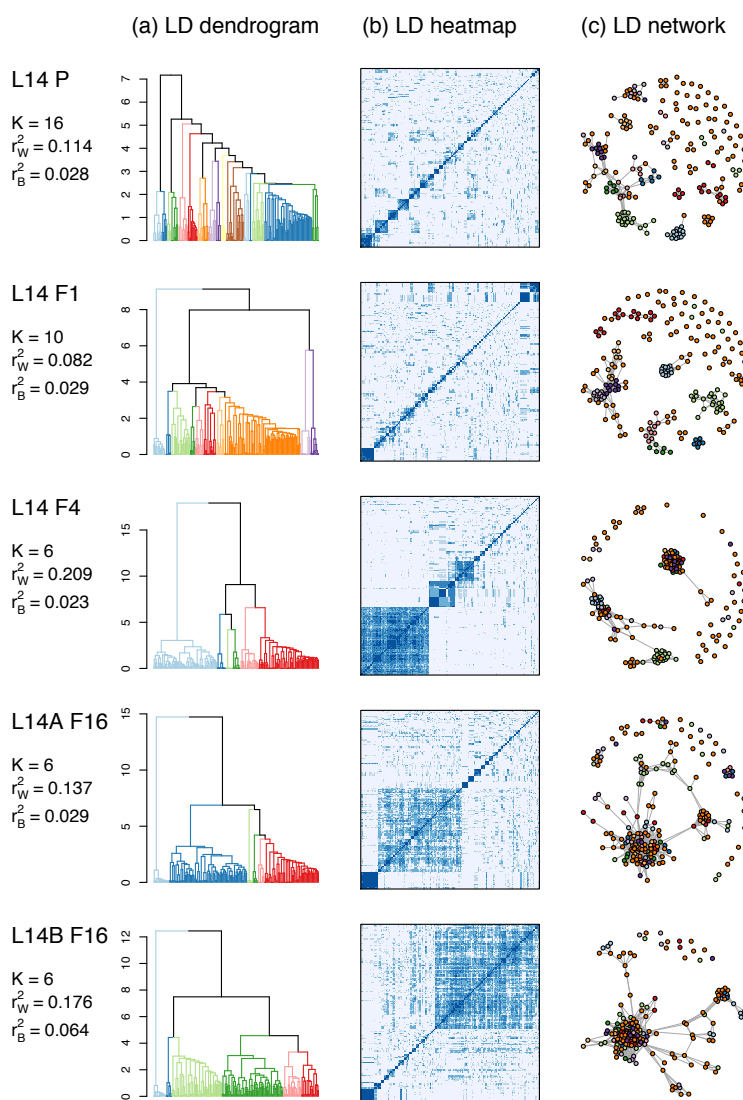 (a) LD dendrogram (b) LD heatmap (c) LD network
L14 P
K = 16
r²W = 0.114
r²B = 0.028
0 1 2 3 4 5 6 7
L14 F1
K = 10
r²W = 0.082
r²B = 0.029
0 2 4 6 8
L14 F4
K = 6
r²W = 0.209
r²B = 0.023
0 5 10 15
L14A F16
K = 6
r²W = 0.137
r²B = 0.029
0 5 10 15
L14B F16
K = 6
r²W = 0.176
r²B = 0.064
0 2 4 6 8 10 12